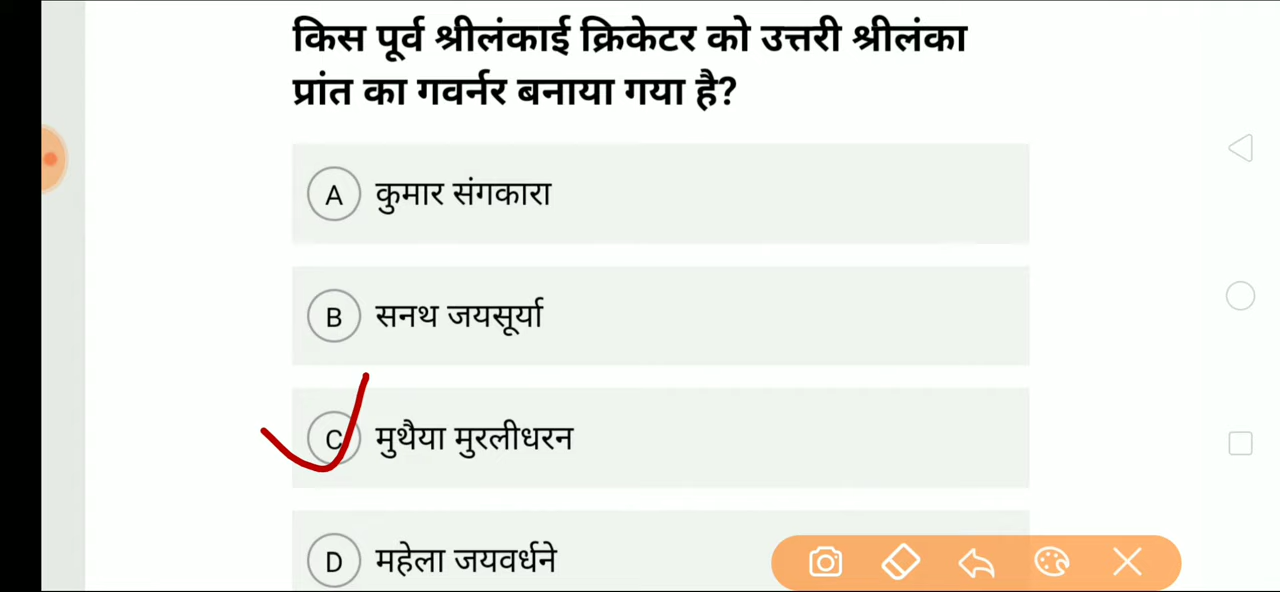 किस पूर्व श्रीलंकाई क्रिकेटर को उत्तरी श्रीलंका
प्रांत का गवर्नर बनाया गया है?
A कुमार संगकारा
B सनथ जयसूर्या
C मुथैया मुरलीधरन
D महेला जयवर्धने